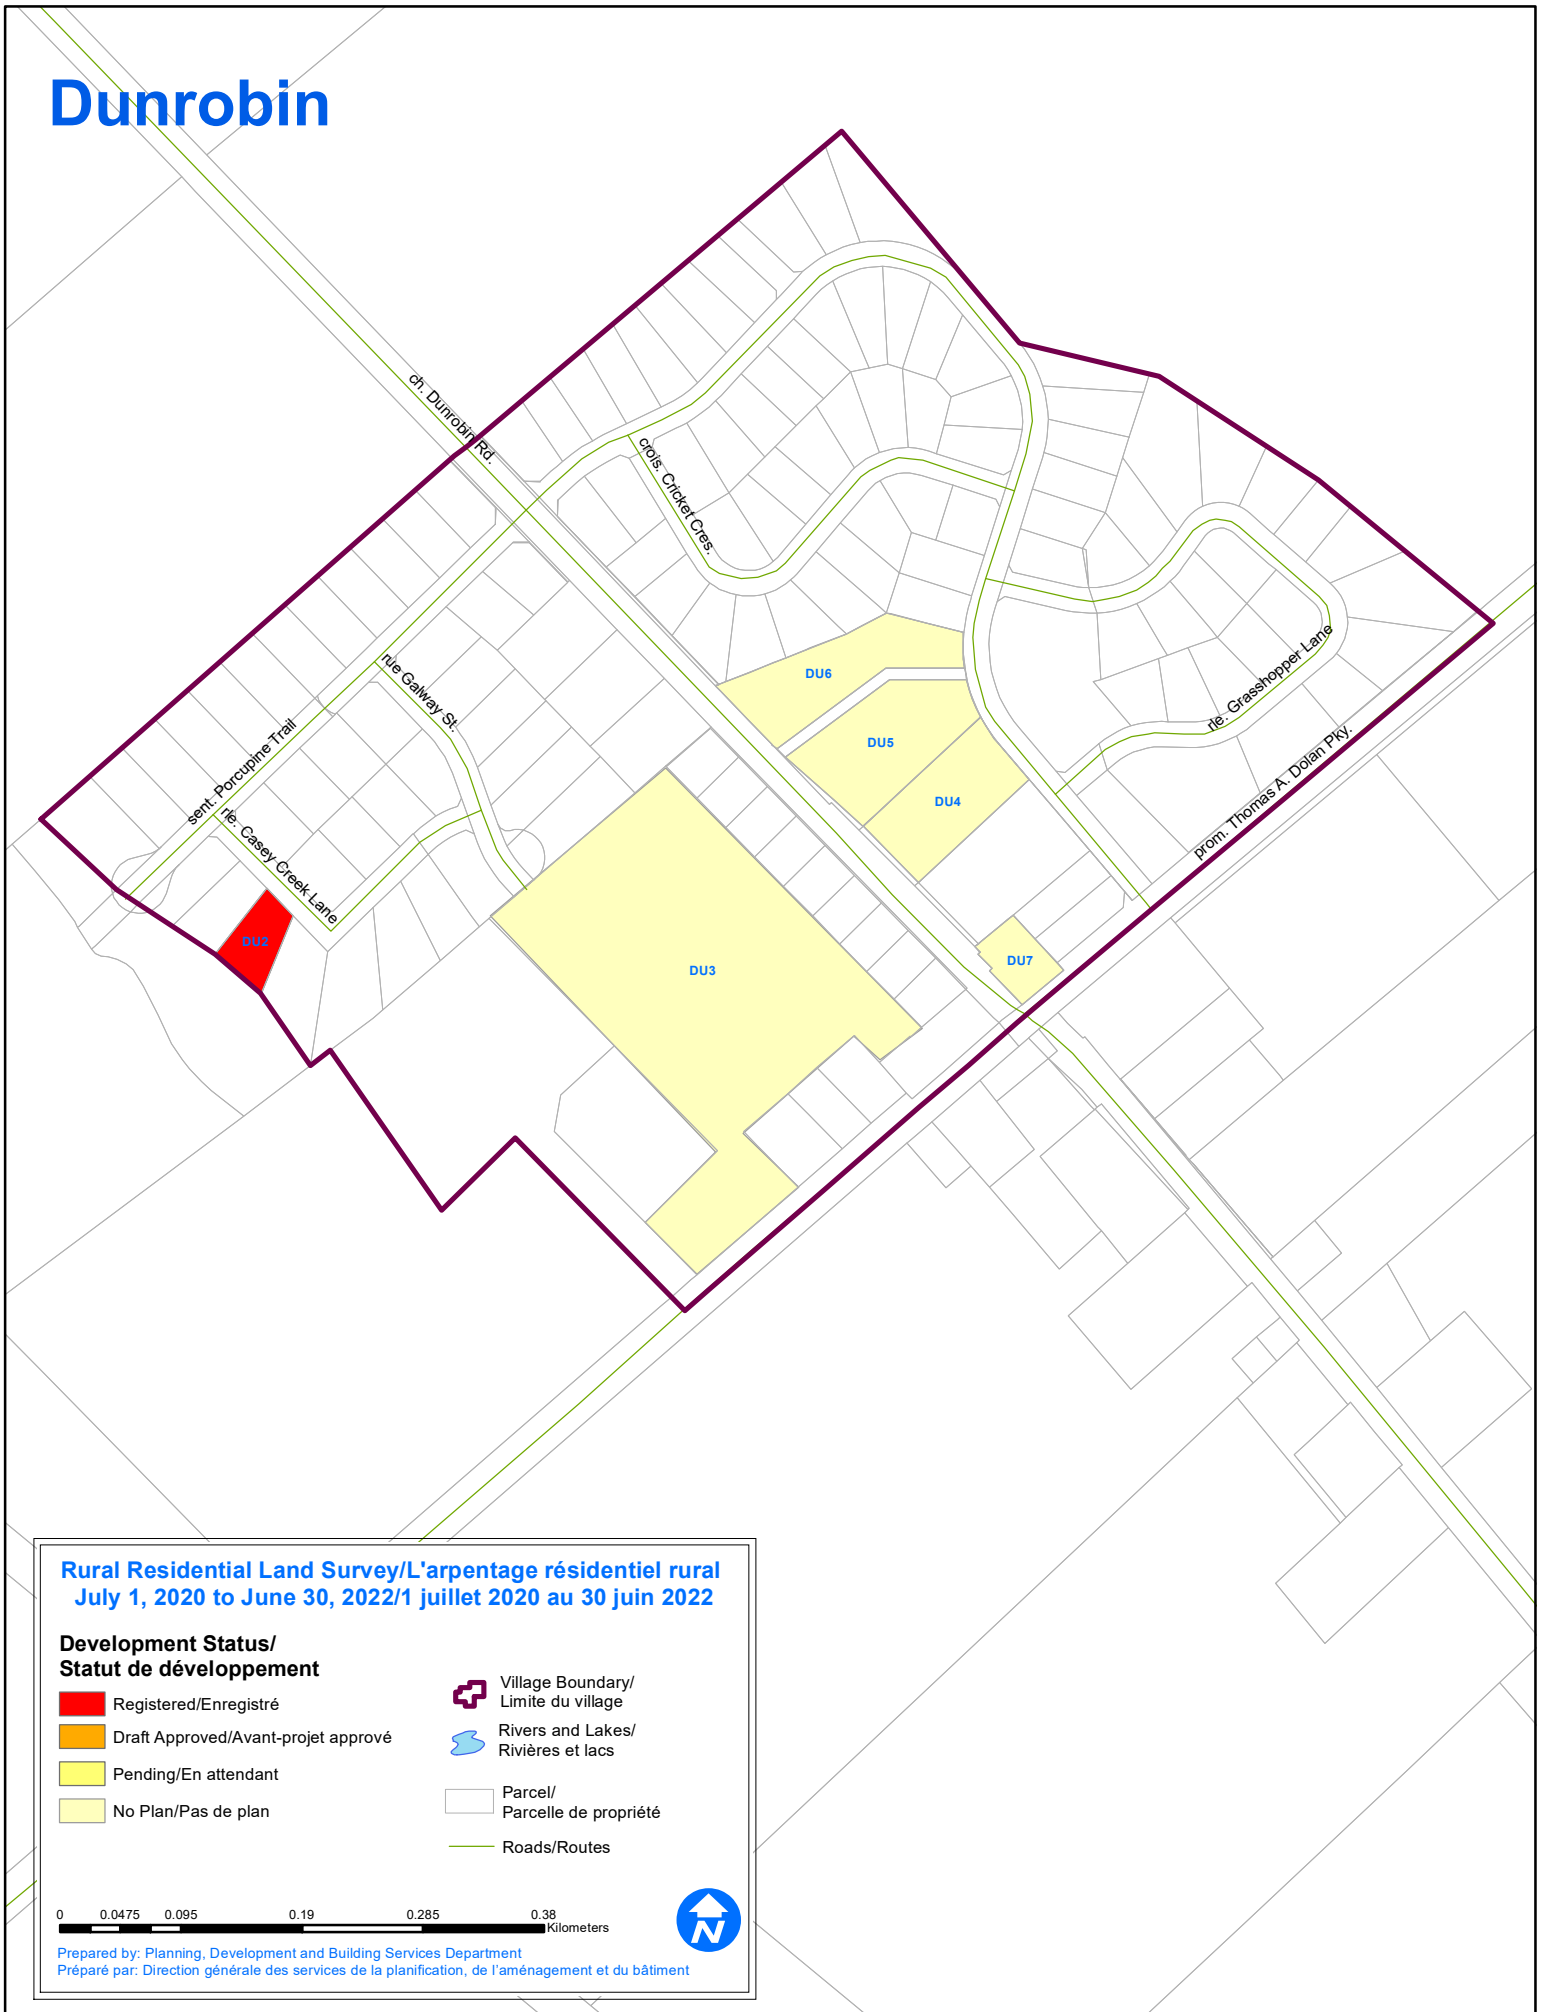 Dunrobin
ch. Dunrobin Rd.
crois. Cricket Cres.
rue Galway St.
sent. Porcupine Trail
rle. Casey Creek Lane
rle. Grasshopper Lane
prom. Thomas A. Dolan Pky.
DU6
DU5
DU4
DU2
DU3
DU7
Rural Residential Land Survey/L'arpentage résidentiel rural
July 1, 2020 to June 30, 2022/1 juillet 2020 au 30 juin 2022
Development Status/
Statut de développement
Registered/Enregistré
Draft Approved/Avant-projet apprové
Pending/En attendant
No Plan/Pas de plan
Village Boundary/
Limite du village
Rivers and Lakes/
Rivières et lacs
Parcel/
Parcelle de propriété
Roads/Routes
0 0.0475 0.095 0.19 0.285 0.38
Kilometers
N
Prepared by: Planning, Development and Building Services Department
Préparé par: Direction générale des services de la planification, de l'aménagement et du bâtiment